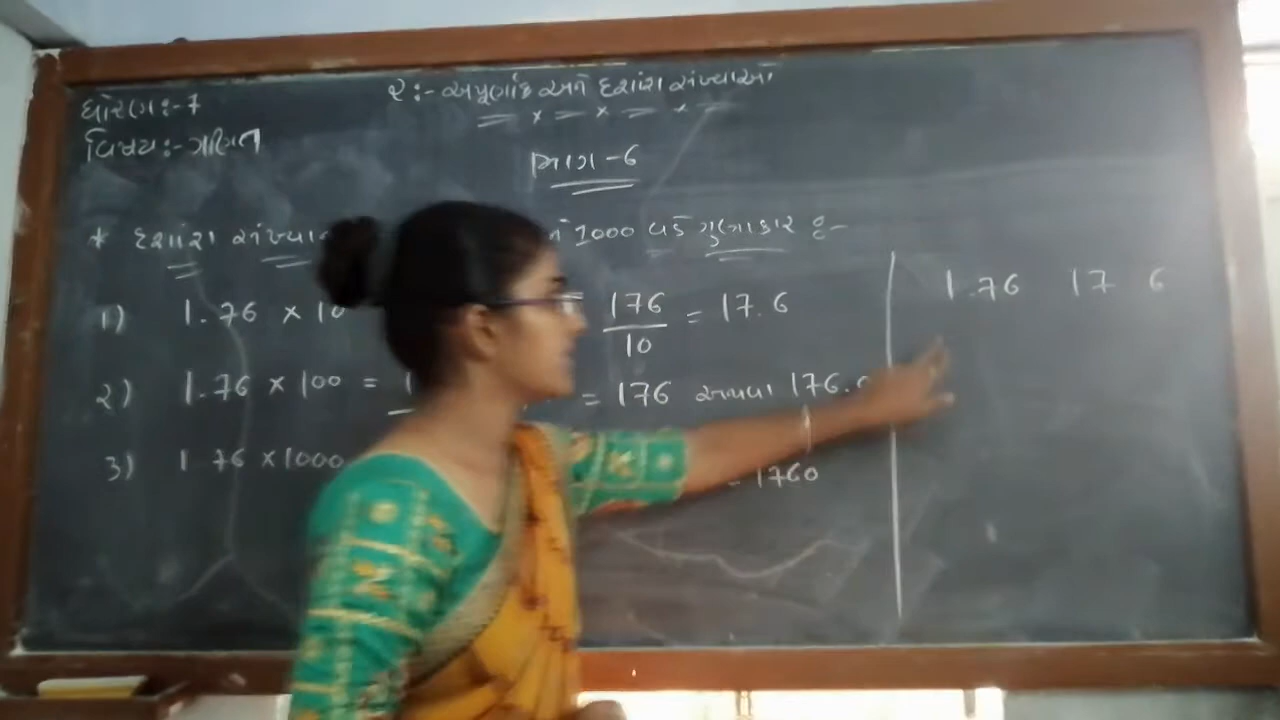 ધોરણ:-7
૨:- અપૂર્ણાંક અને દશાંશ સંખ્યાઓ
વિષય:- ગણિત
ભાગ-6
* દશાંશ 1000 વડે ગુણાકાર :-
1) 1.76 × 10 = 176/10 = 17.6
2) 1.76 × 100 = 1 = 176 અથવા 176.0
3) 1 76 × 1000 = 1760
1.76 17 6